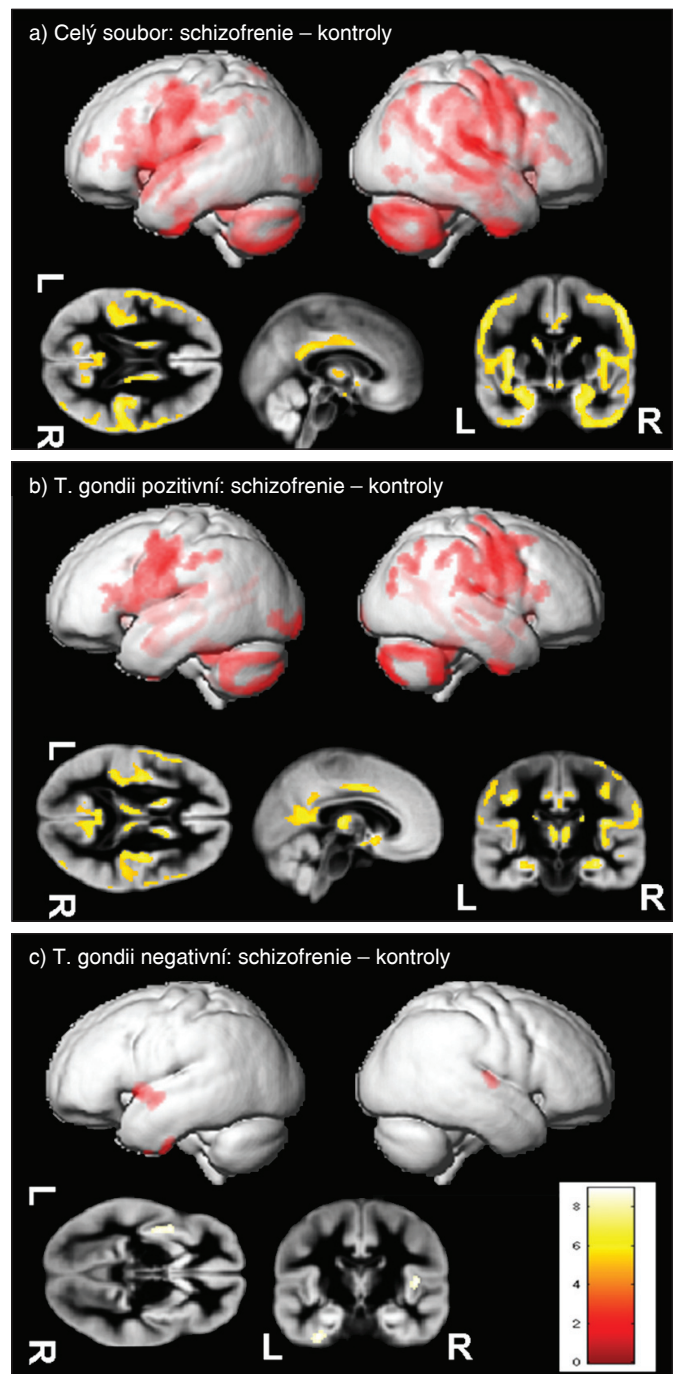 a) Celý soubor: schizofrenie – kontroly
L
R
L R
b) T. gondii pozitivní: schizofrenie – kontroly
L
R
L R
c) T. gondii negativní: schizofrenie – kontroly
L
R
L R
8
6
4
2
0